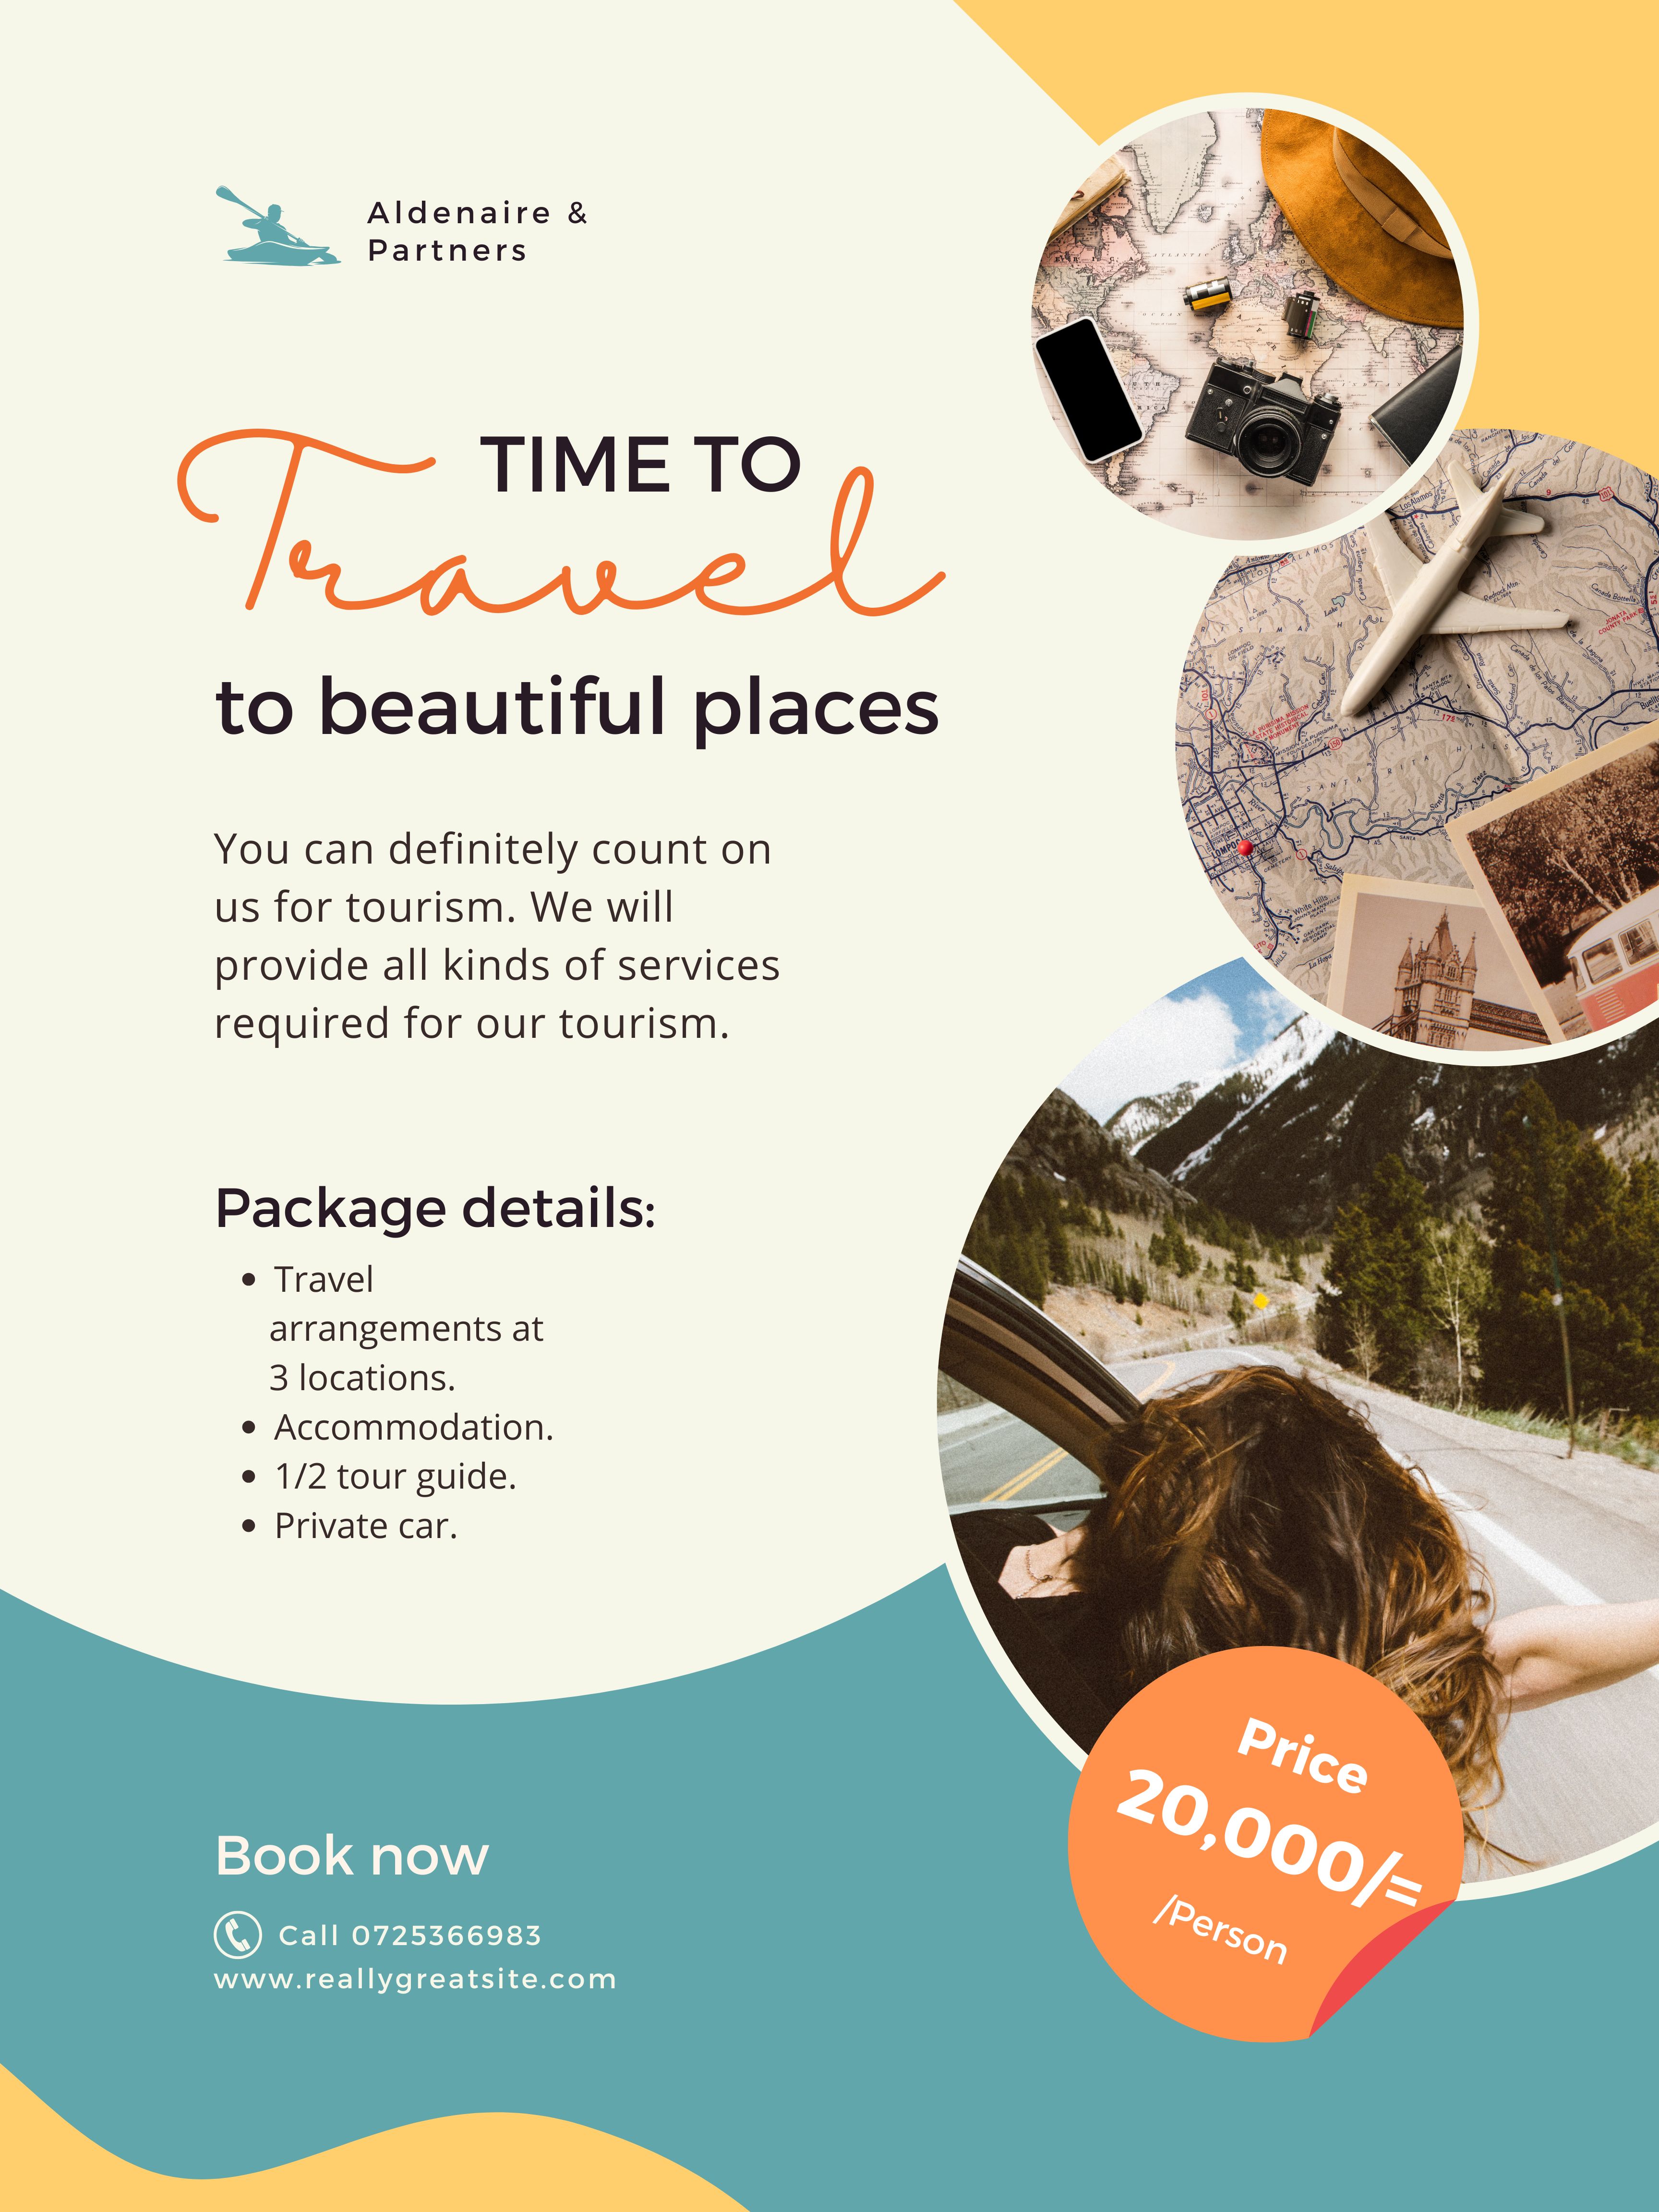 Aldenaire &
Partners
TIME TO
Travel
to beautiful places
You can definitely count on
us for tourism. We will
provide all kinds of services
required for our tourism.
Package details:
• Travel
arrangements at
3 locations.
• Accommodation.
• 1/2 tour guide.
• Private car.
Price
20,000/=
/Person
Book now
Call 0725366983
www.reallygreatsite.com